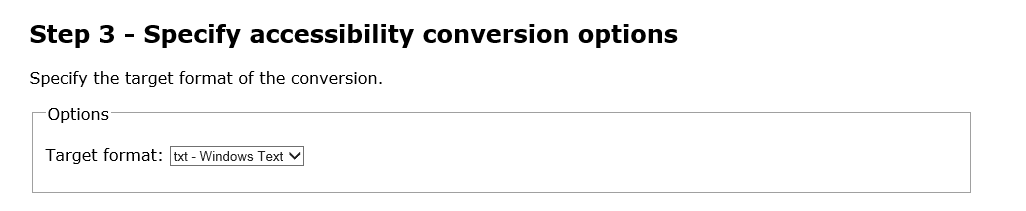 Step 3 - Specify accessibility conversion options
Specify the target format of the conversion.
Options
Target format: txt - Windows Text